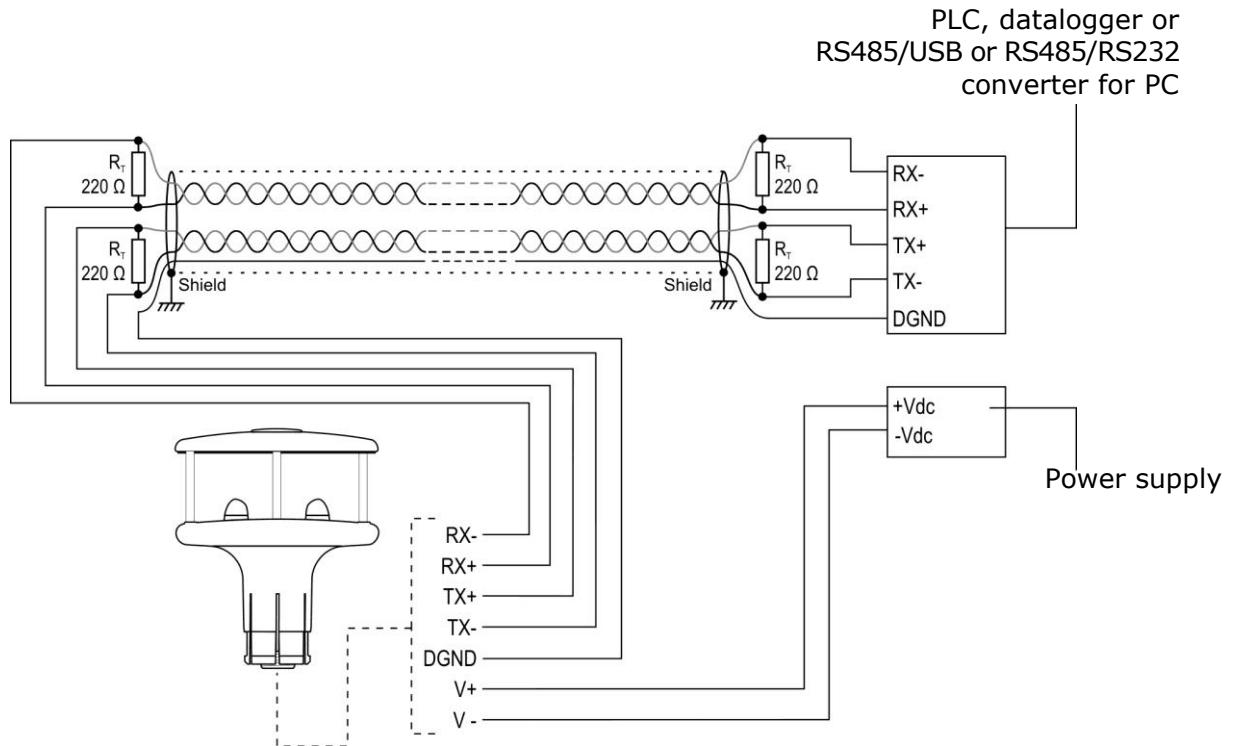 PLC, datalogger or
RS485/USB or RS485/RS232
converter for PC
RT
220 Ω
RT
220 Ω
Shield
RT
220 Ω
RT
220 Ω
Shield
RX-
RX+
TX+
TX-
DGND
+Vdc
-Vdc
Power supply
RX-
RX+
TX+
TX-
DGND
V+
V -